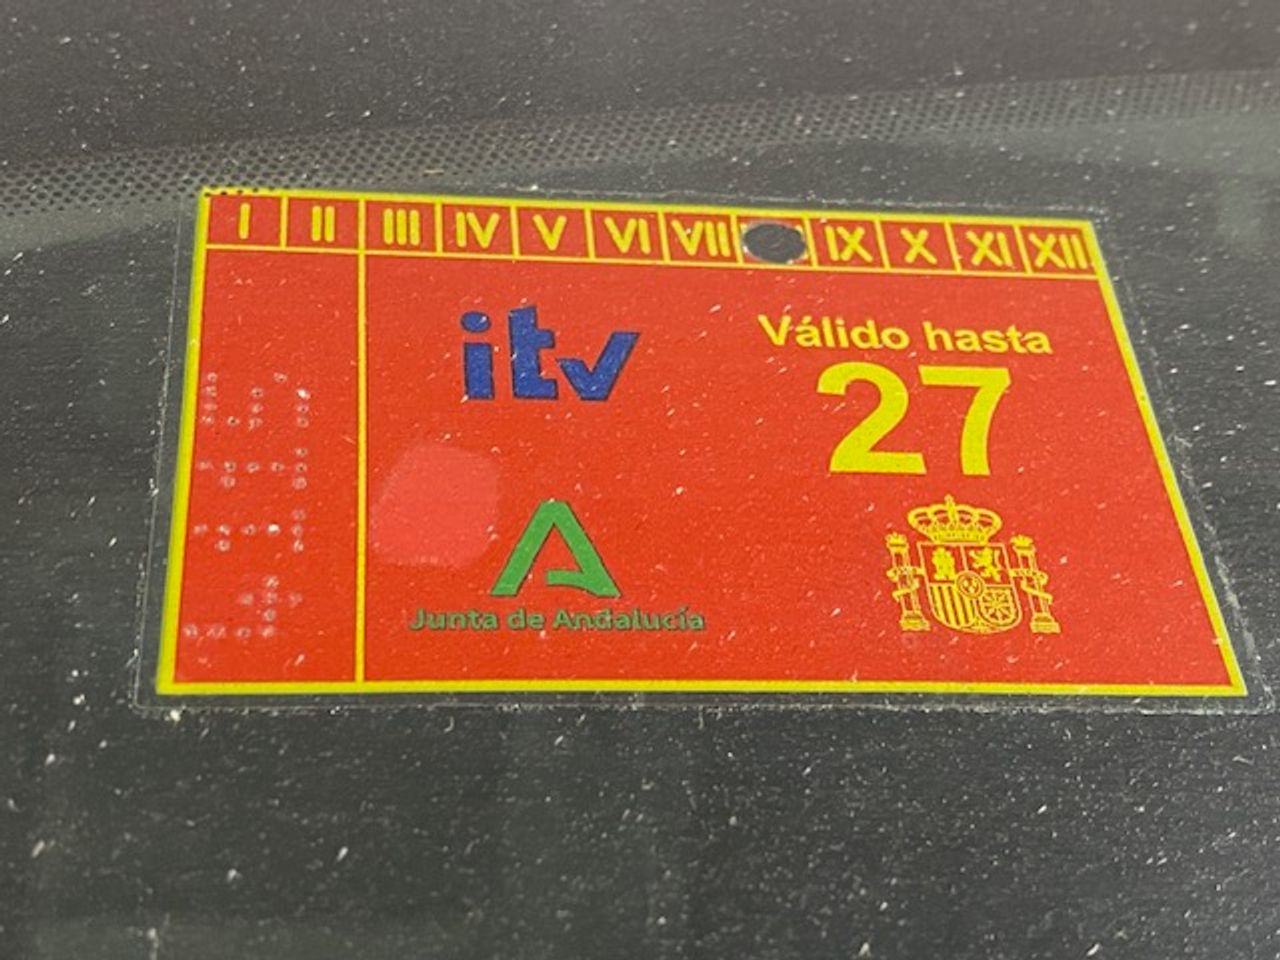 I II III IV V VI VII IX X XI XII
itv
Válido hasta
27
Junta de Andalucía